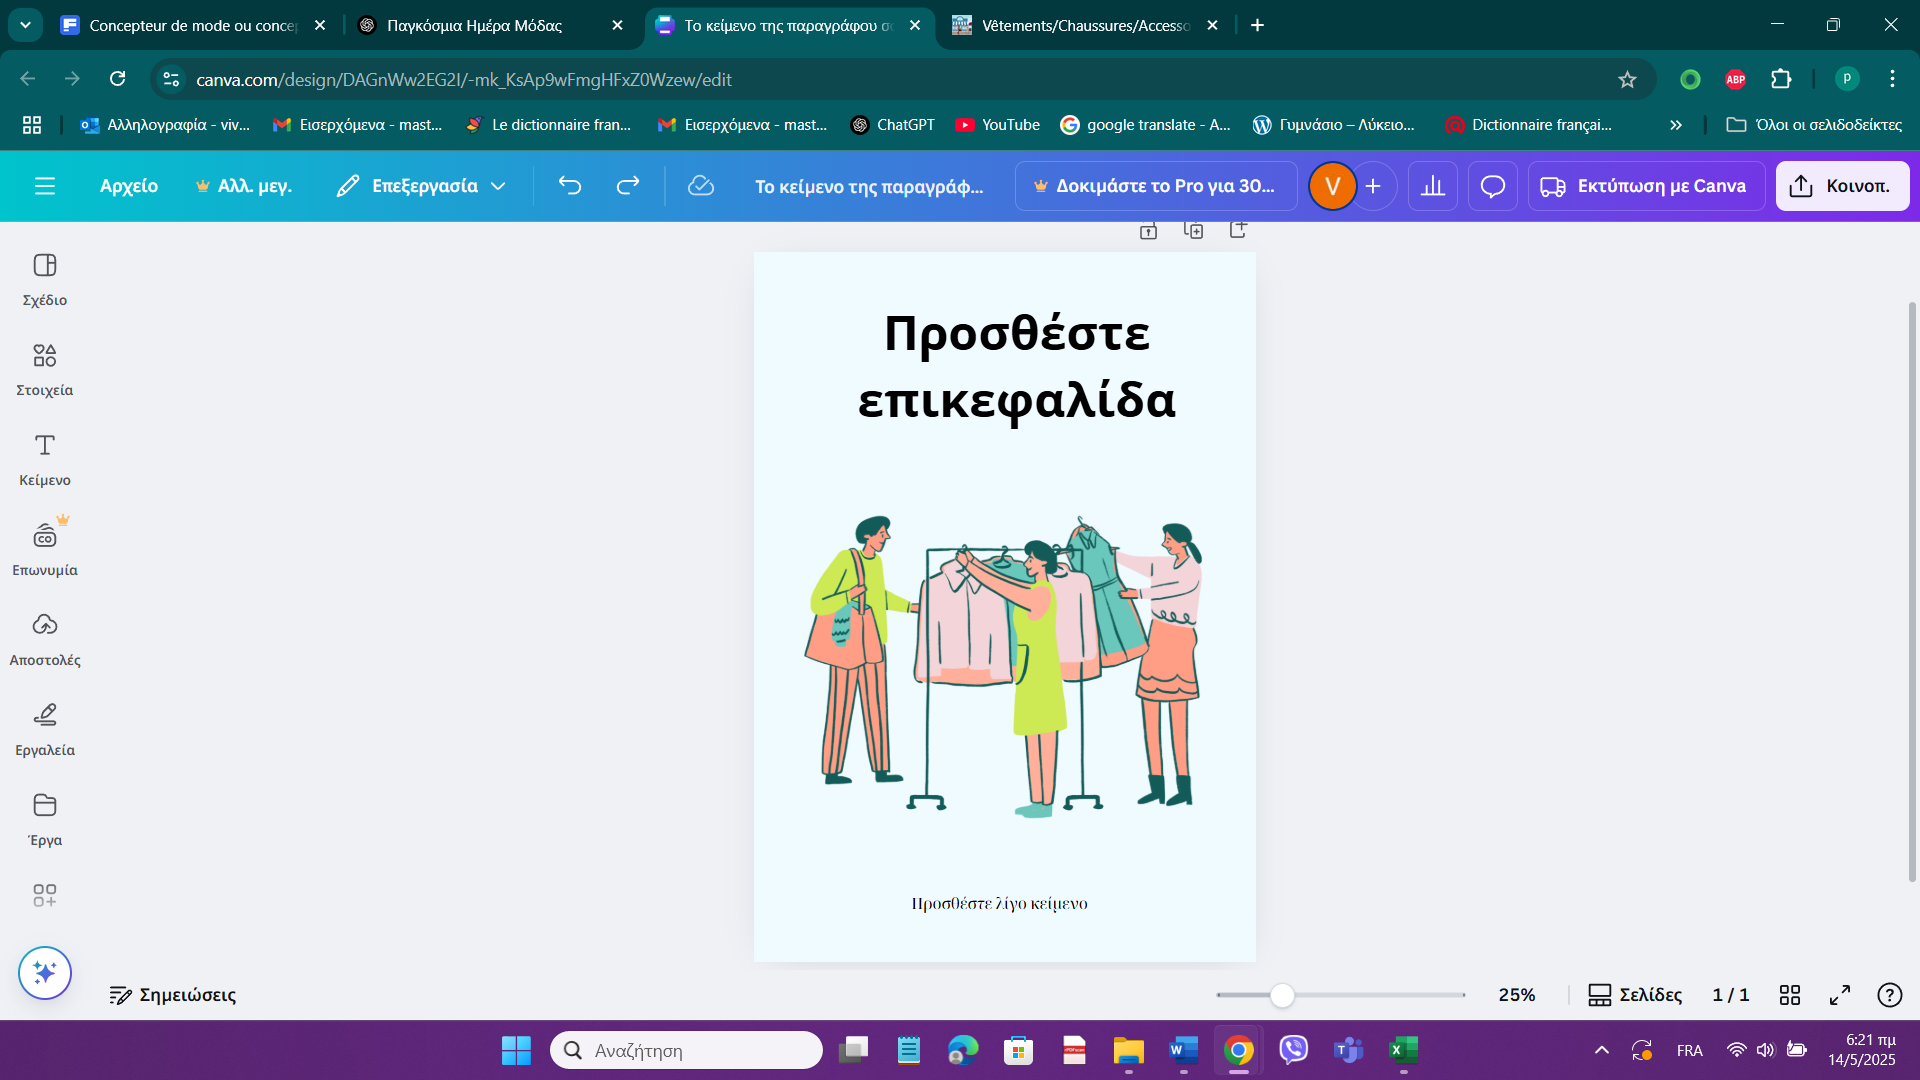 Concepteur de mode ou concep
Παγκόσμια Ημέρα Μόδας
Το κείμενο της παραγράφου σα
Vêtements/Chaussures/Accesso
canva.com/design/DAGnWw2EG2I/-mk_KsAp9wFmgHFxZ0Wzew/edit
ABP
P
Αλληλογραφία - viv...
Εισερχόμενα - mast...
Le dictionnaire fran...
Εισερχόμενα - mast...
ChatGPT
YouTube
google translate - A...
Γυμνάσιο – Λύκειο...
Dictionnaire françai...
Όλοι οι σελιδοδείκτες
Αρχείο
Αλλ. μεγ.
Επεξεργασία
Το κείμενο της παραγράφ...
Δοκιμάστε το Pro για 30...
V
Εκτύπωση με Canva
Κοινοπ.
Σχέδιο
Στοιχεία
Κείμενο
Επωνυμία
Αποστολές
Εργαλεία
Έργα
Προσθέστε
επικεφαλίδα
Προσθέστε λίγο κείμενο
Σημειώσεις
25%
Σελίδες
1 / 1
Αναζήτηση
FRA
6:21 πμ
14/5/2025